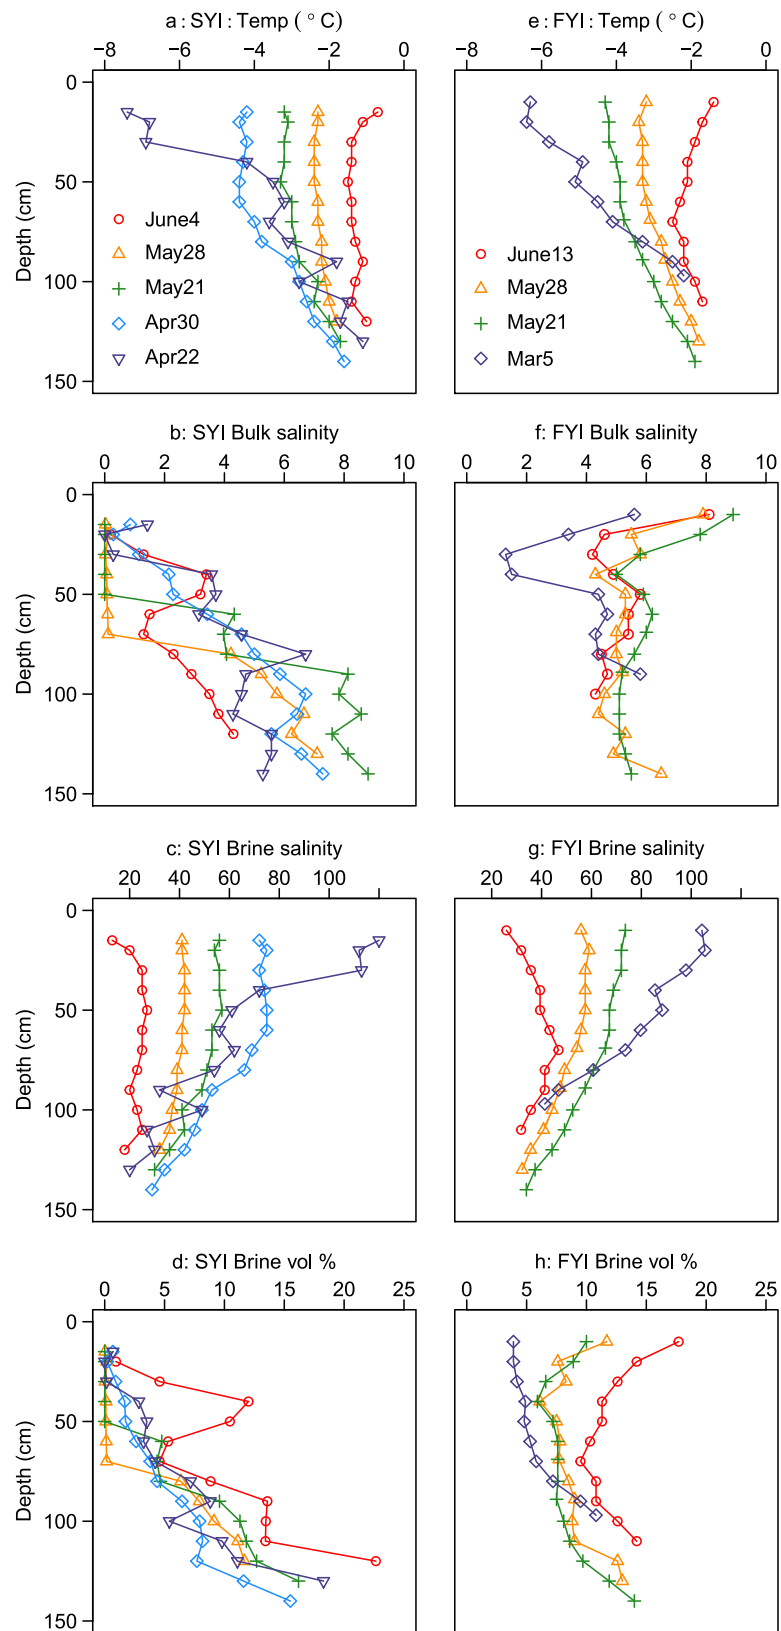 a : SYI : Temp ( ° C)
−8 −6 −4 −2 0
0
50
100
150
Depth (cm)
June4
May28
May21
Apr30
Apr22
e : FYI : Temp ( ° C)
−8 −6 −4 −2 0
June13
May28
May21
Mar5
b: SYI Bulk salinity
0 2 4 6 8 10
0
50
100
150
Depth (cm)
f: FYI Bulk salinity
0 2 4 6 8 10
c: SYI Brine salinity
20 40 60 80 100
0
50
100
150
Depth (cm)
g: FYI Brine salinity
20 40 60 80 100
d: SYI Brine vol %
0 5 10 15 20 25
0
50
100
150
Depth (cm)
h: FYI Brine vol %
0 5 10 15 20 25